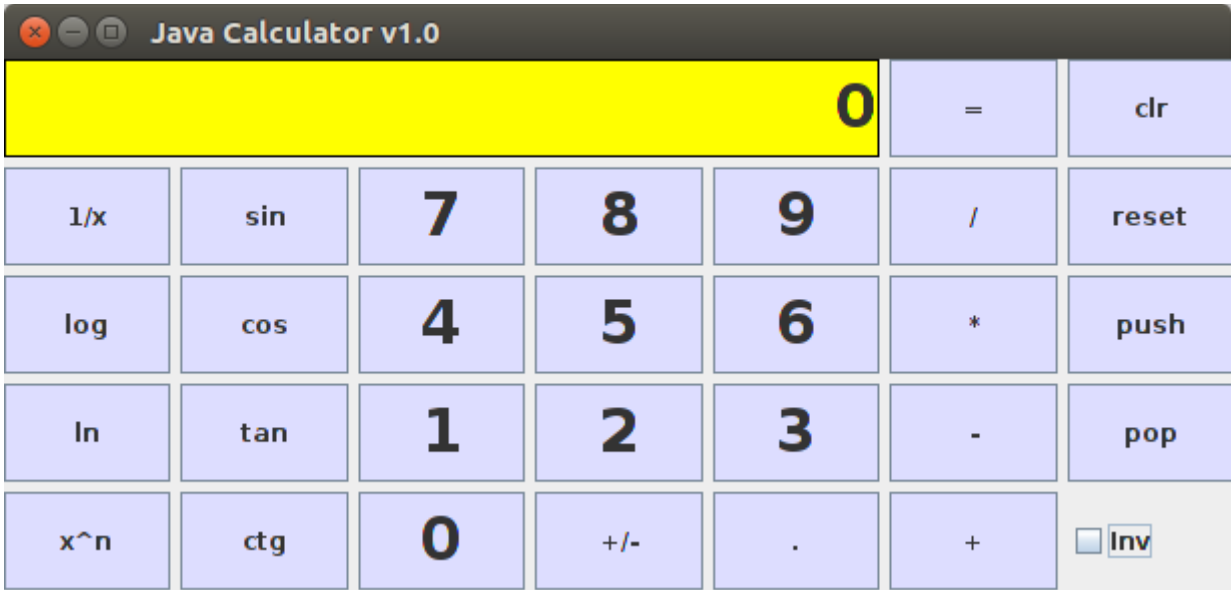 Java Calculator v1.0
0 = clr
1/x sin 7 8 9 / reset
log cos 4 5 6 * push
ln tan 1 2 3 - pop
x^n ctg 0 +/- . + Inv